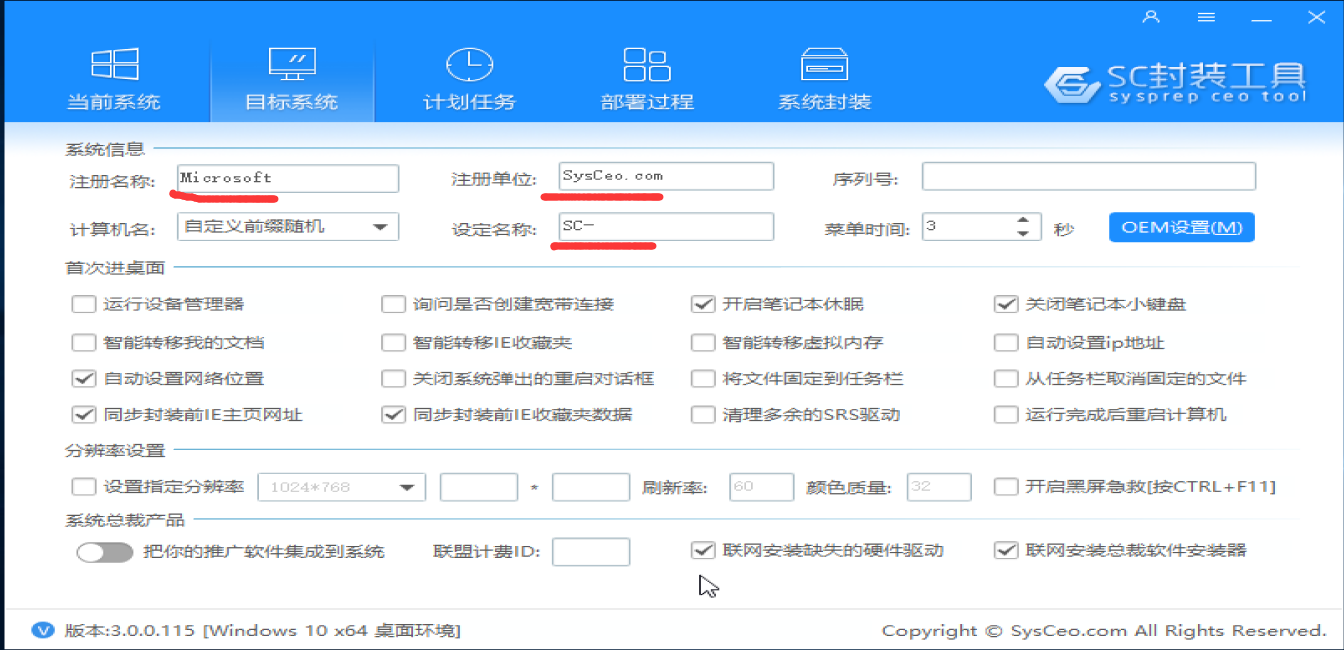 SC封装工具
sysprep ceo tool
当前系统 目标系统 计划任务 部署过程 系统封装
系统信息
注册名称: Microsoft 注册单位: SysCeo.com 序列号:
计算机名: 自定义前缀随机 设定名称: SC- 菜单时间: 3 秒 OEM设置(M)
首次进桌面
运行设备管理器 询问是否创建宽带连接 开启笔记本休眠 关闭笔记本小键盘
智能转移我的文档 智能转移IE收藏夹 智能转移虚拟内存 自动设置ip地址
自动设置网络位置 关闭系统弹出的重启对话框 将文件固定到任务栏 从任务栏取消固定的文件
同步封装前IE主页网址 同步封装前IE收藏夹数据 清理多余的SRS驱动 运行完成后重启计算机
分辨率设置
设置指定分辨率 1024*768 * 刷新率: 60 颜色质量: 32 开启黑屏急救[按CTRL+F11]
系统总裁产品
把你的推广软件集成到系统 联盟计费ID: 联网安装缺失的硬件驱动 联网安装总裁软件安装器
V 版本:3.0.0.115 [Windows 10 x64 桌面环境] Copyright © SysCeo.com All Rights Reserved.